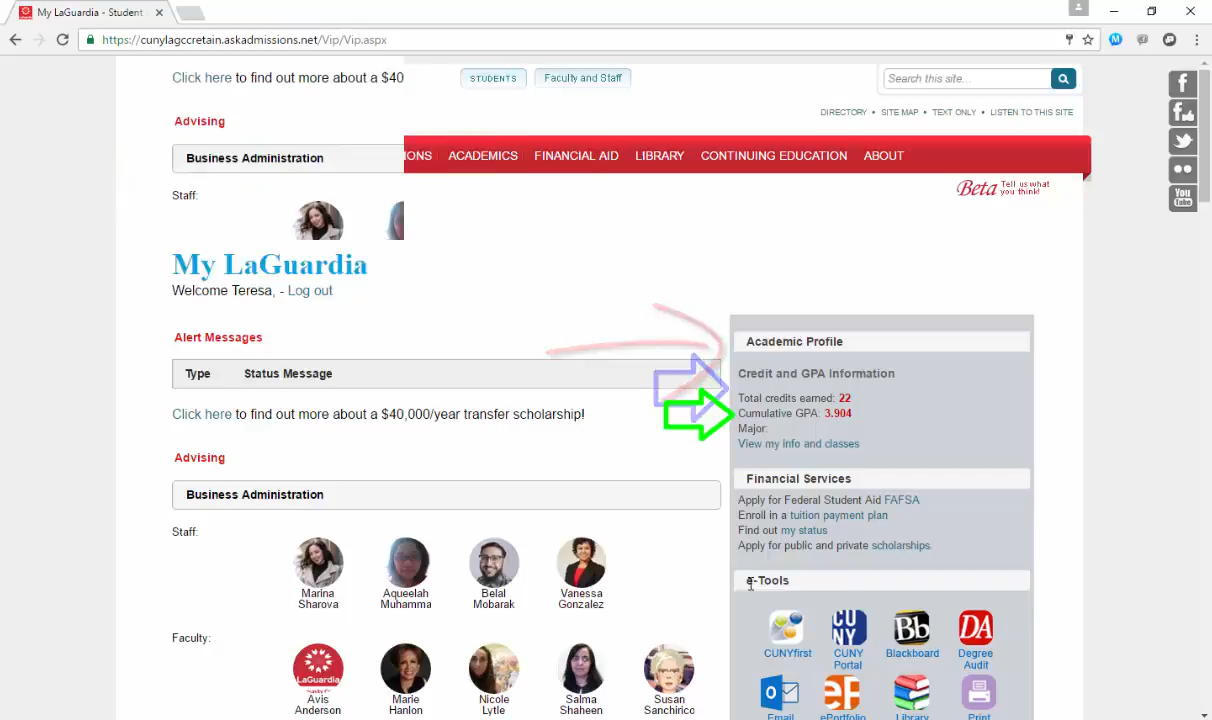 My LaGuardia - Student
https://cunylagccretain.askadmissions.net/Vip/Vip.aspx
Click here to find out more about a $40
STUDENTS
Faculty and Staff
Search this site...
DIRECTORY • SITE MAP • TEXT ONLY • LISTEN TO THIS SITE
Advising
Business Administration
IONS ACADEMICS FINANCIAL AID LIBRARY CONTINUING EDUCATION ABOUT
Beta Tell us what
you think!
Staff:
You
Tube
My LaGuardia
Welcome Teresa, - Log out
Alert Messages
Type Status Message
Click here to find out more about a $40,000/year transfer scholarship!
Advising
Business Administration
Staff:
Marina
Sharova
Aqueelah
Muhamma
Belal
Mobarak
Vanessa
Gonzalez
Faculty:
LaGuardia
Avis
Anderson
Marie
Hanlon
Nicole
Lytle
Salma
Shaheen
Susan
Sanchirico
Academic Profile
Credit and GPA Information
Total credits earned: 22
Cumulative GPA: 3.904
Major:
View my info and classes
Financial Services
Apply for Federal Student Aid FAFSA
Enroll in a tuition payment plan
Find out my status
Apply for public and private scholarships.
e-Tools
CUNYfirst
CU
NY
CUNY
Portal
Bb
Blackboard
DA
Degree
Audit
Email
ePortfolio
Library
Print